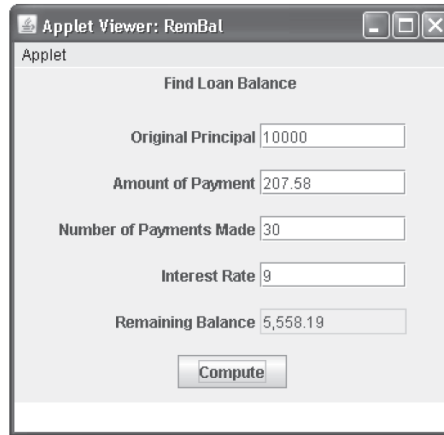 Applet Viewer: RemBal
Applet
Find Loan Balance
Original Principal 10000
Amount of Payment 207.58
Number of Payments Made 30
Interest Rate 9
Remaining Balance 5,558.19
Compute